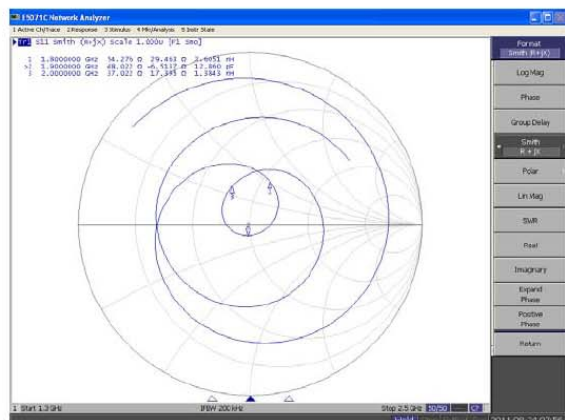 E5071C Network Analyzer
1 Active Ch/Trace 2 Response 3 Stimulus 4 Mkr/Analysis 5 Instr State
Tr1 S11 Smith (R+jX) Scale 1.000U [F1 Smo]
1 1.8000000 GHz 54.276 Ω 29.463 Ω 2.6051 nH
>2 1.9000000 GHz 48.022 Ω -6.5137 Ω 12.860 pF
3 2.0000000 GHz 37.022 Ω 17.395 Ω 1.3843 nH
Format
Smith (R+jX)
Log Mag
Phase
Group Delay
Smith
R + jX
Polar
Lin Mag
SWR
Real
Imaginary
Expand
Phase
Positive
Phase
Return
1 Start 1.3 GHz IFBW 200 kHz Stop 2.5 GHz